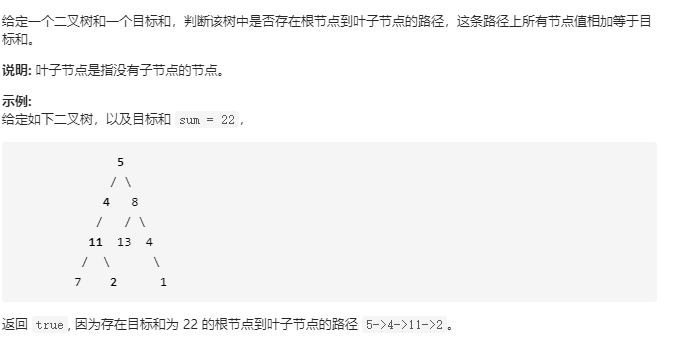 给定一个二叉树和一个目标和，判断该树中是否存在根节点到叶子节点的路径，这条路径上所有节点值相加等于目
标和。
说明: 叶子节点是指没有子节点的节点。
示例:
给定如下二叉树，以及目标和 sum = 22，
5
/ \
4 8
/ / \
11 13 4
/ \ \
7 2 1
返回 true, 因为存在目标和为 22 的根节点到叶子节点的路径 5->4->11->2。